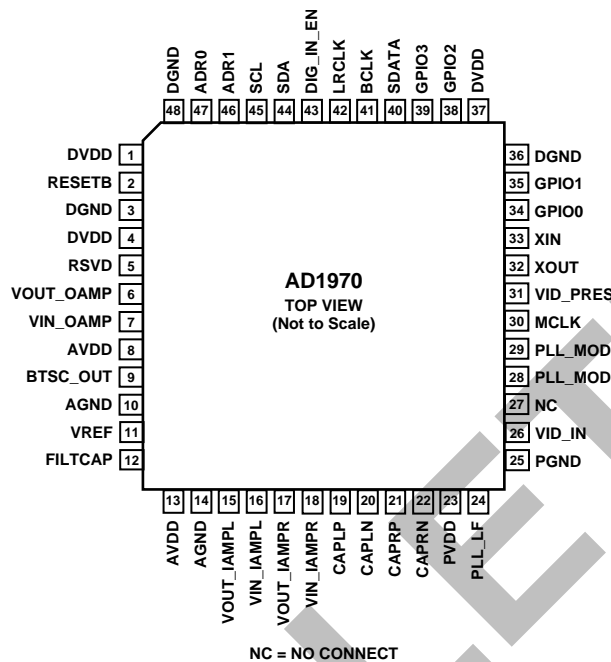 DGND
ADR0
ADR1
SCL
SDA
DIG_IN_EN
LRCLK
BCLK
SDATA
GPIO3
GPIO2
DVDD
48 47 46 45 44 43 42 41 40 39 38 37
DVDD 1
RESETB 2
DGND 3
DVDD 4
RSVD 5
VOUT_OAMP 6
VIN_OAMP 7
AVDD 8
BTSC_OUT 9
AGND 10
VREF 11
FILTCAP 12
AD1970
TOP VIEW
(Not to Scale)
36 DGND
35 GPIO1
34 GPIO0
33 XIN
32 XOUT
31 VID_PRES
30 MCLK
29 PLL_MOD
28 PLL_MOD
27 NC
26 VID_IN
25 PGND
13 14 15 16 17 18 19 20 21 22 23 24
AVDD
AGND
VOUT_IAMPL
VIN_IAMPL
VOUT_IAMPR
VIN_IAMPR
CAPLP
CAPLN
CAPRP
CAPRN
PVDD
PLL_LF
NC = NO CONNECT